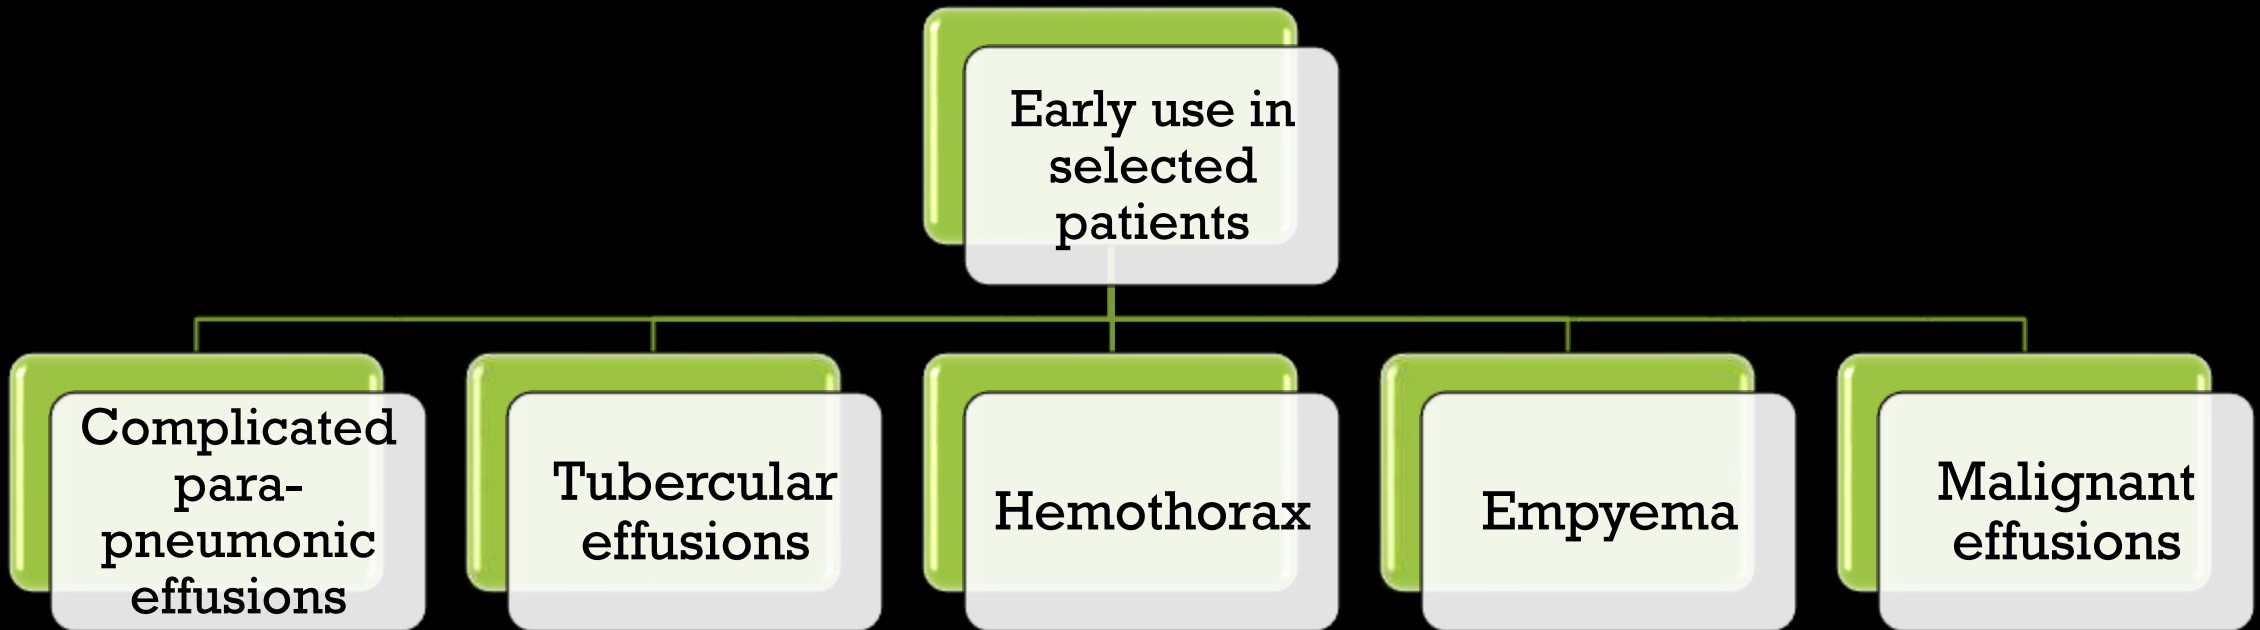 Early use in
selected
patients
Complicated
para-
pneumonic
effusions
Tubercular
effusions
Hemothorax
Empyema
Malignant
effusions